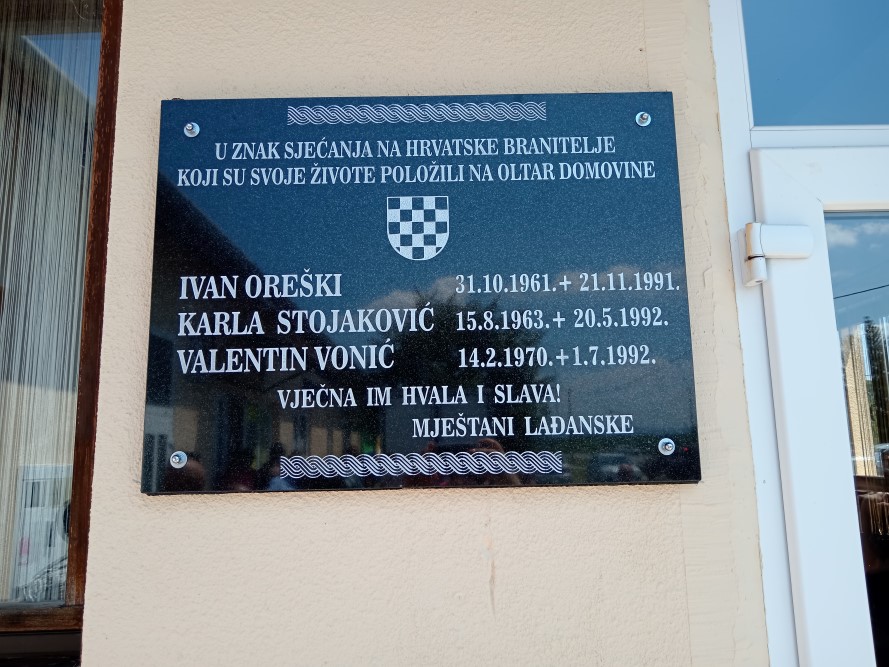 U ZNAK SJEĆANJA NA HRVATSKE BRANITELJE
KOJI SU SVOJE ŽIVOTE POLOŽILI NA OLTAR DOMOVINE
IVAN OREŠKI 31.10.1961.+ 21.11.1991.
KARLA STOJAKOVIĆ 15.8.1963.+ 20.5.1992.
VALENTIN VONIĆ 14.2.1970.+1.7.1992.
VJEČNA IM HVALA I SLAVA!
MJEŠTANI LAĐANSKE